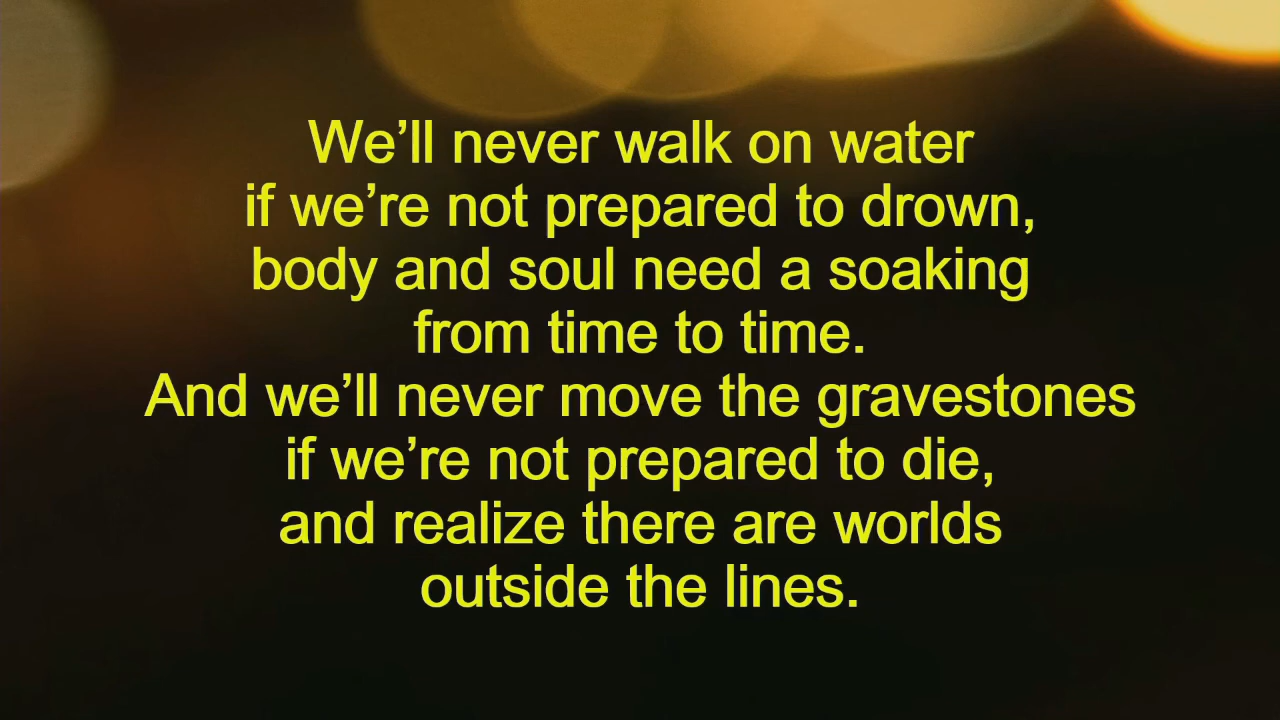 We’ll never walk on water
if we’re not prepared to drown,
body and soul need a soaking
from time to time.
And we’ll never move the gravestones
if we’re not prepared to die,
and realize there are worlds
outside the lines.